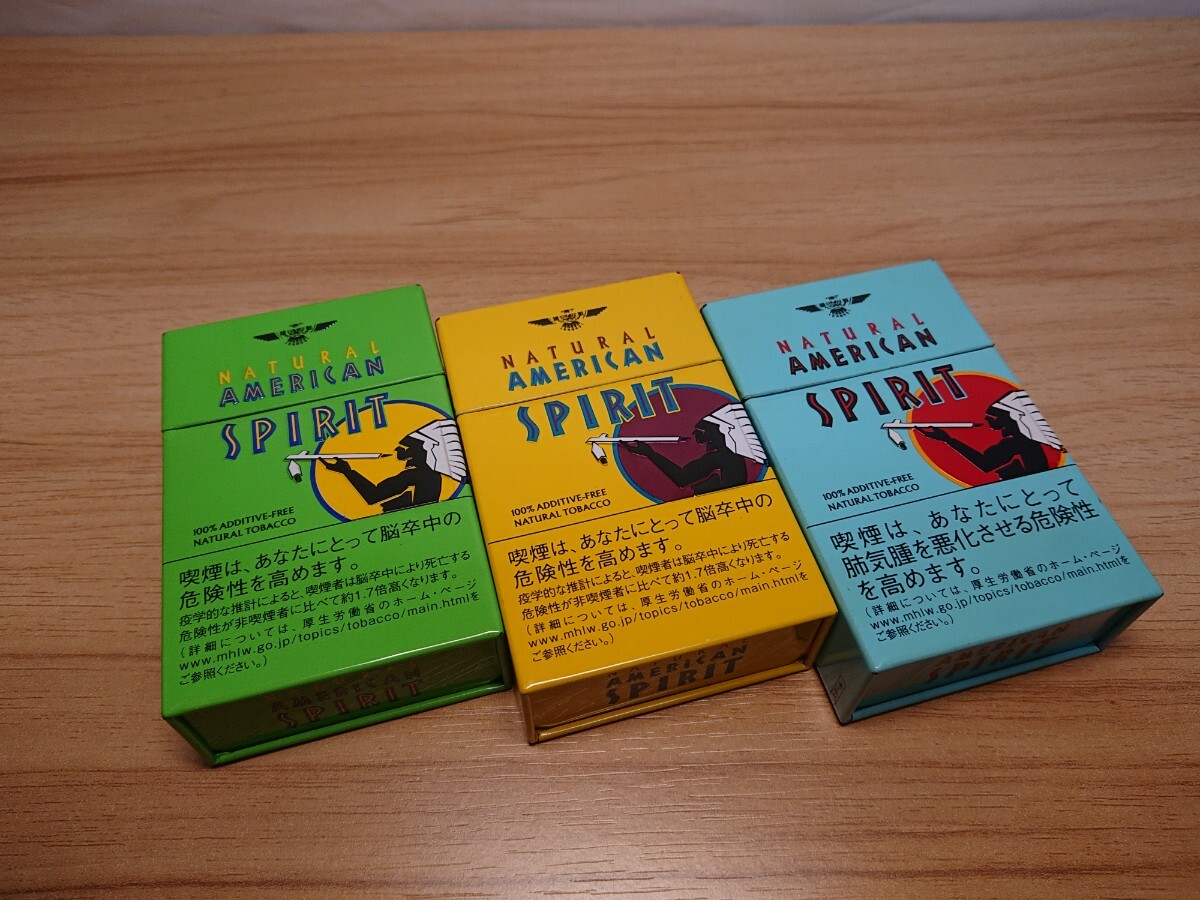 NATURAL
AMERICAN
SPIRIT
100% ADDITIVE-FREE
NATURAL TOBACCO
喫煙は、あなたにとって脳卒中の
危険性を高めます。
疫学的な推計によると、喫煙者は脳卒中により死亡する
危険性が非喫煙者に比べて約1.7倍高くなります。
(詳細については、厚生労働省のホーム・ページ
www.mhlw.go.jp/topics/tobacco/main.htmlを
ご参照ください。)
AMERICAN
SPIRIT
NATURAL
AMERICAN
SPIRIT
100% ADDITIVE-FREE
NATURAL TOBACCO
喫煙は、あなたにとって脳卒中の
危険性を高めます。
疫学的な推計によると、喫煙者は脳卒中により死亡する
危険性が非喫煙者に比べて約1.7倍高くなります。
(詳細については、厚生労働省のホーム・ページ
www.mhlw.go.jp/topics/tobacco/main.htmlを
ご参照ください。)
NATURAL
AMERICAN
SPIRIT
NATURAL
AMERICAN
SPIRIT
100% ADDITIVE-FREE
NATURAL TOBACCO
喫煙は、あなたにとって
肺気腫を悪化させる危険性
を高めます。
(詳細については、厚生労働省のホーム・ページ
www.mhlw.go.jp/topics/tobacco/main.htmlを
ご参照ください。)
AMERICAN
SPIRIT